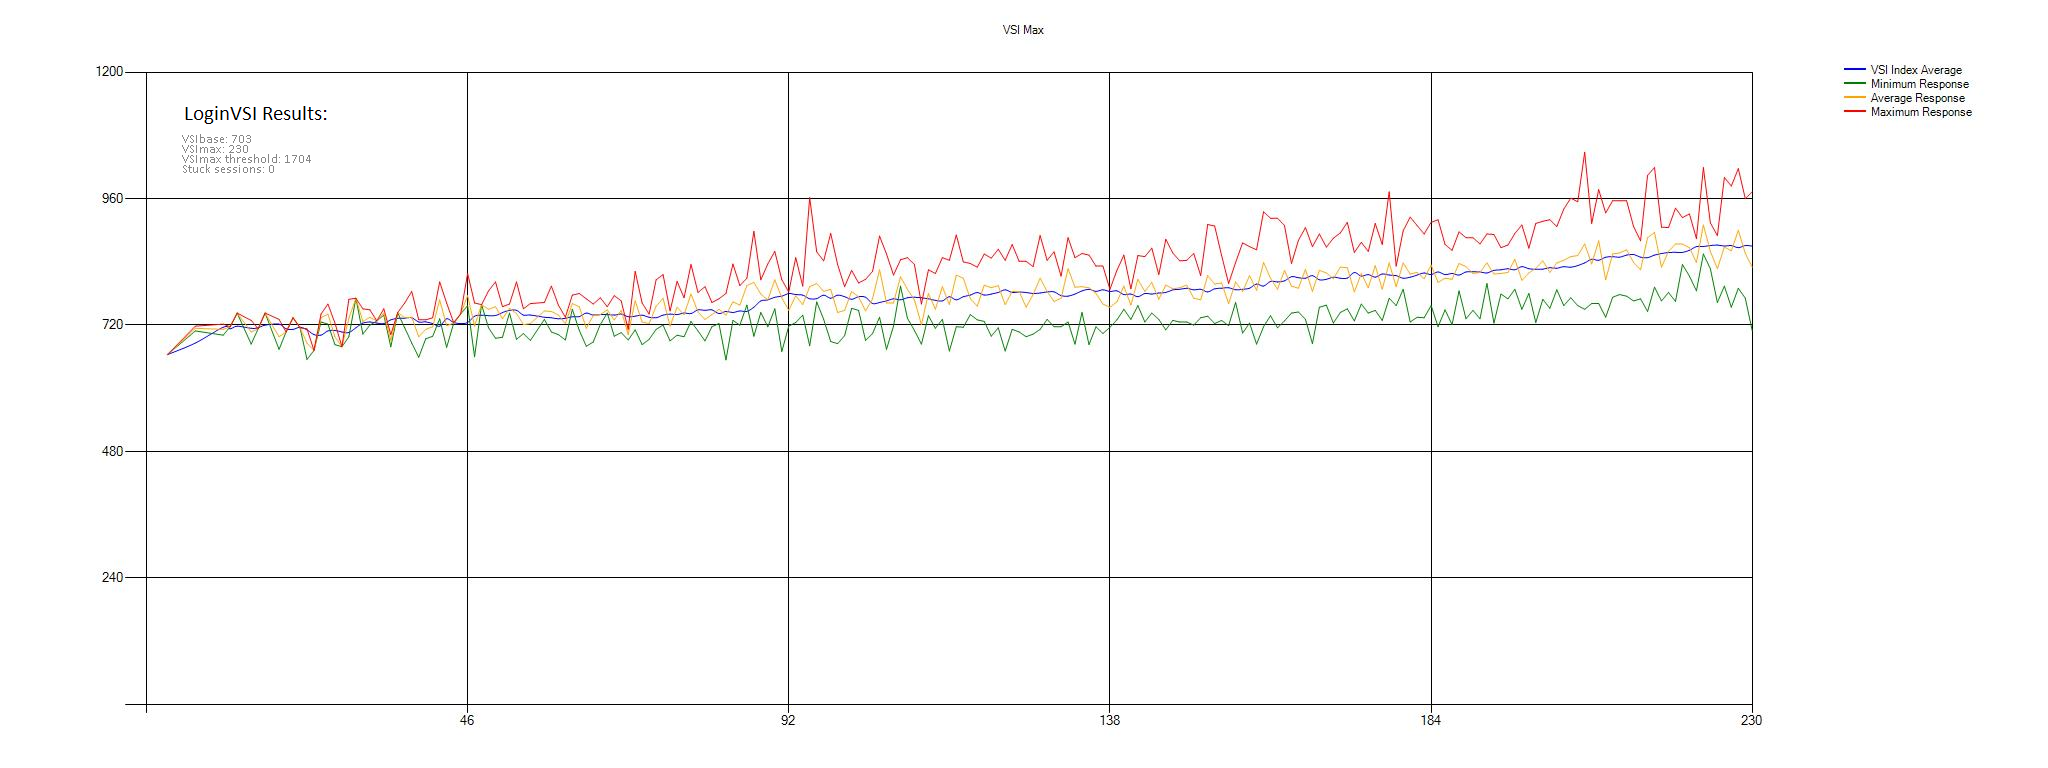 VSI Max
1200
960
720
480
240
46
92
138
184
230
LoginVSI Results:
VSIbase: 703
VSImax: 230
VSImax threshold: 1704
Stuck sessions: 0
VSI Index Average
Minimum Response
Average Response
Maximum Response